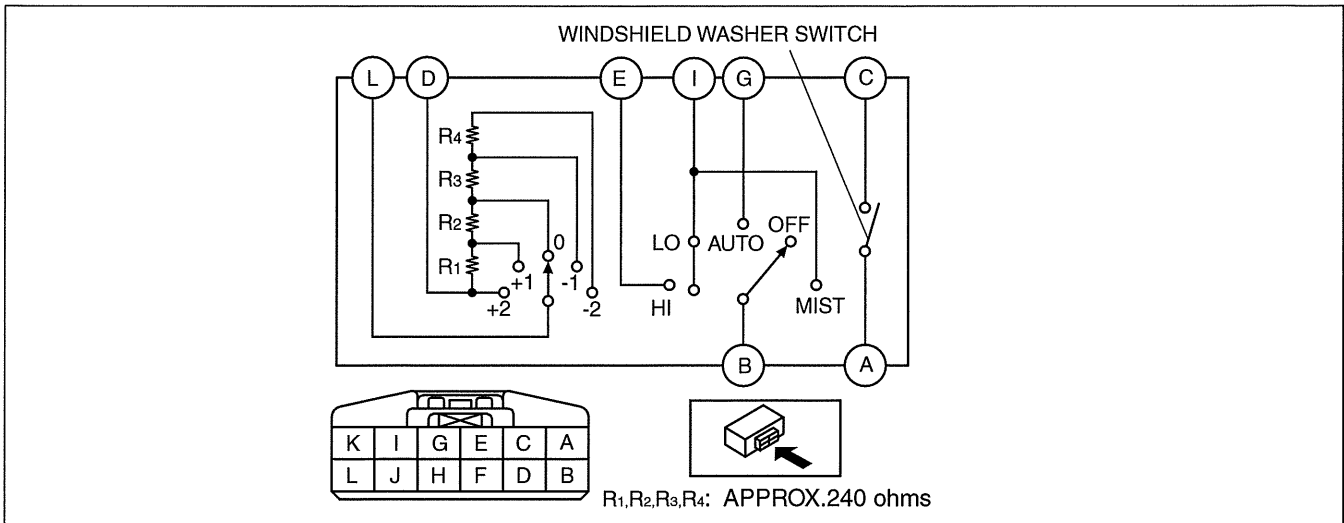 WINDSHIELD WASHER SWITCH
L D E I G C
R4
R3
R2
R1
+2 +1 0 -1 -2
LO AUTO OFF
HI MIST
B A
K I G E C A
L J H F D B
R1,R2,R3,R4: APPROX.240 ohms